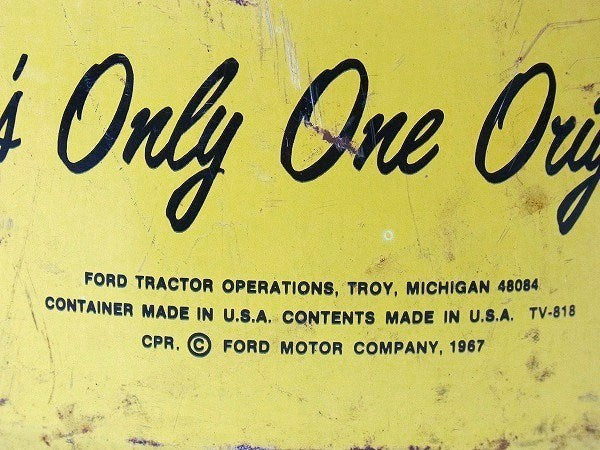 's Only One Orig
FORD TRACTOR OPERATIONS, TROY, MICHIGAN 48084
CONTAINER MADE IN U.S.A. CONTENTS MADE IN U.S.A. TV-818
CPR. © FORD MOTOR COMPANY, 1967